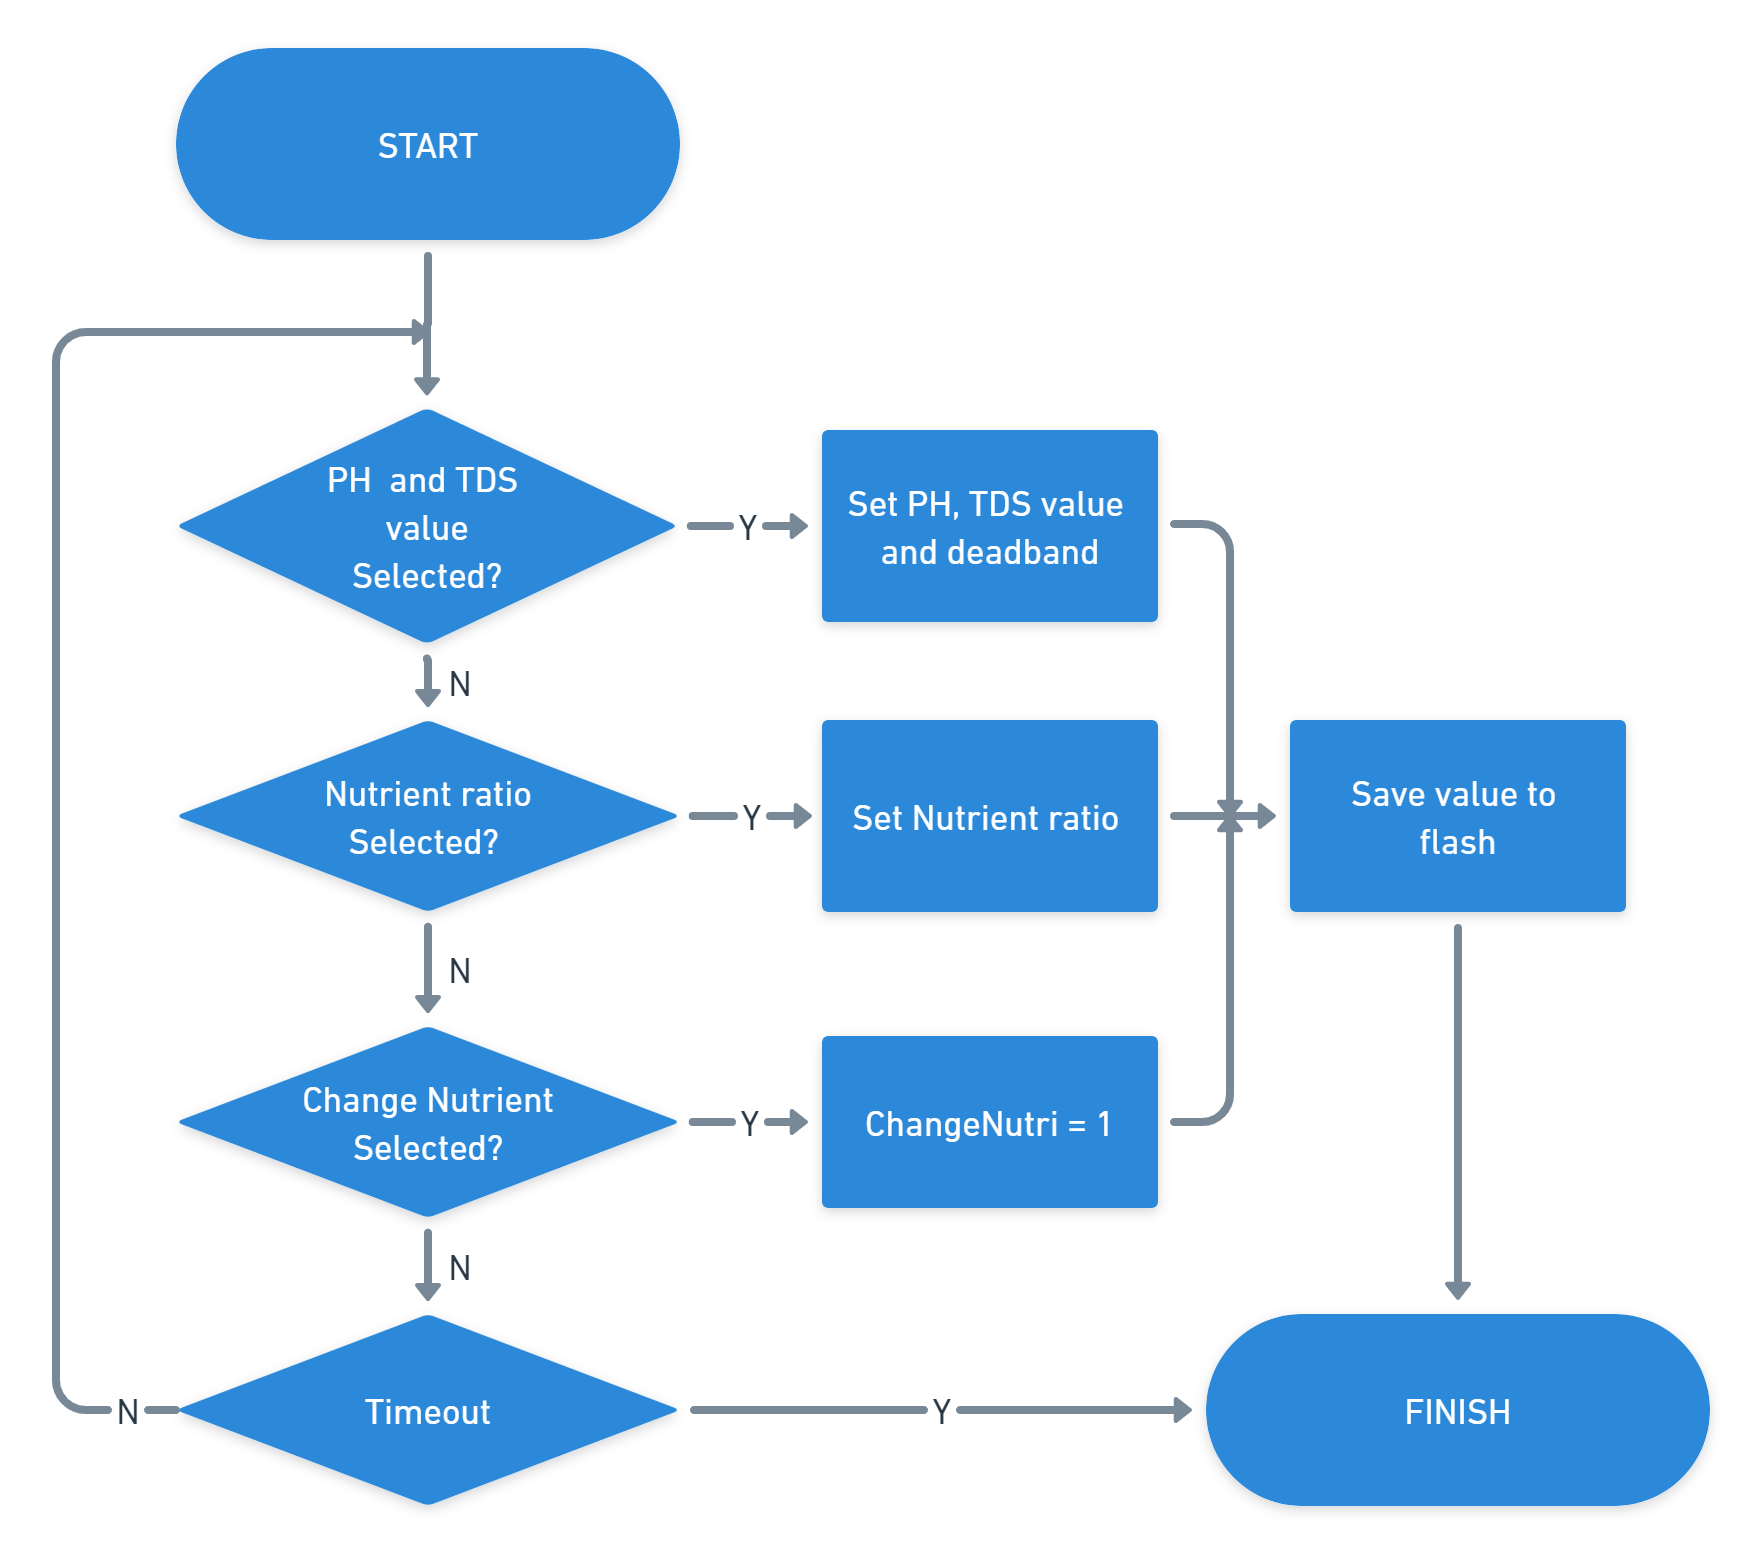 START
PH  and TDS
value
Selected?
Y
Set PH, TDS value
and deadband
N
Nutrient ratio
Selected?
Y
Set Nutrient ratio
Save value to
flash
N
Change Nutrient
Selected?
Y
ChangeNutri = 1
N
N
Timeout
Y
FINISH